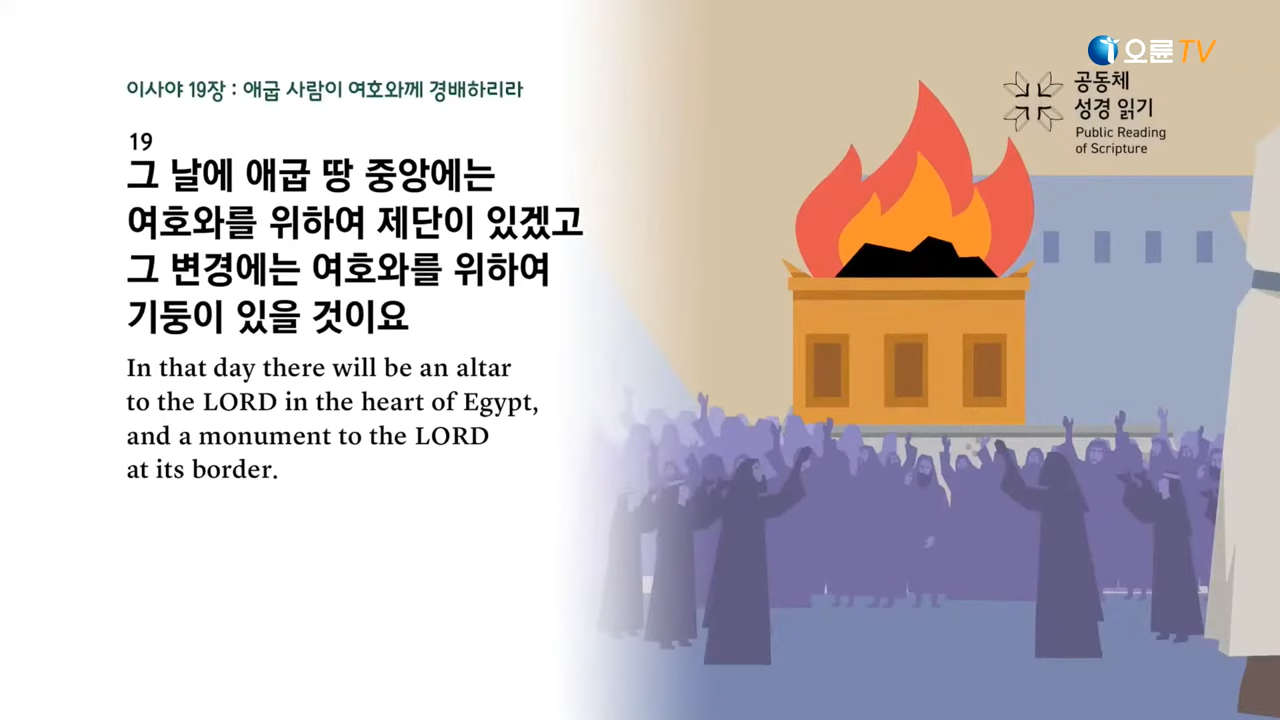 이사야 19장 : 애굽 사람이 여호와께 경배하리라
19
그 날에 애굽 땅 중앙에는
여호와를 위하여 제단이 있겠고
그 변경에는 여호와를 위하여
기둥이 있을 것이요
In that day there will be an altar
to the LORD in the heart of Egypt,
and a monument to the LORD
at its border.
오륜TV
공동체
성경 읽기
Public Reading
of Scripture